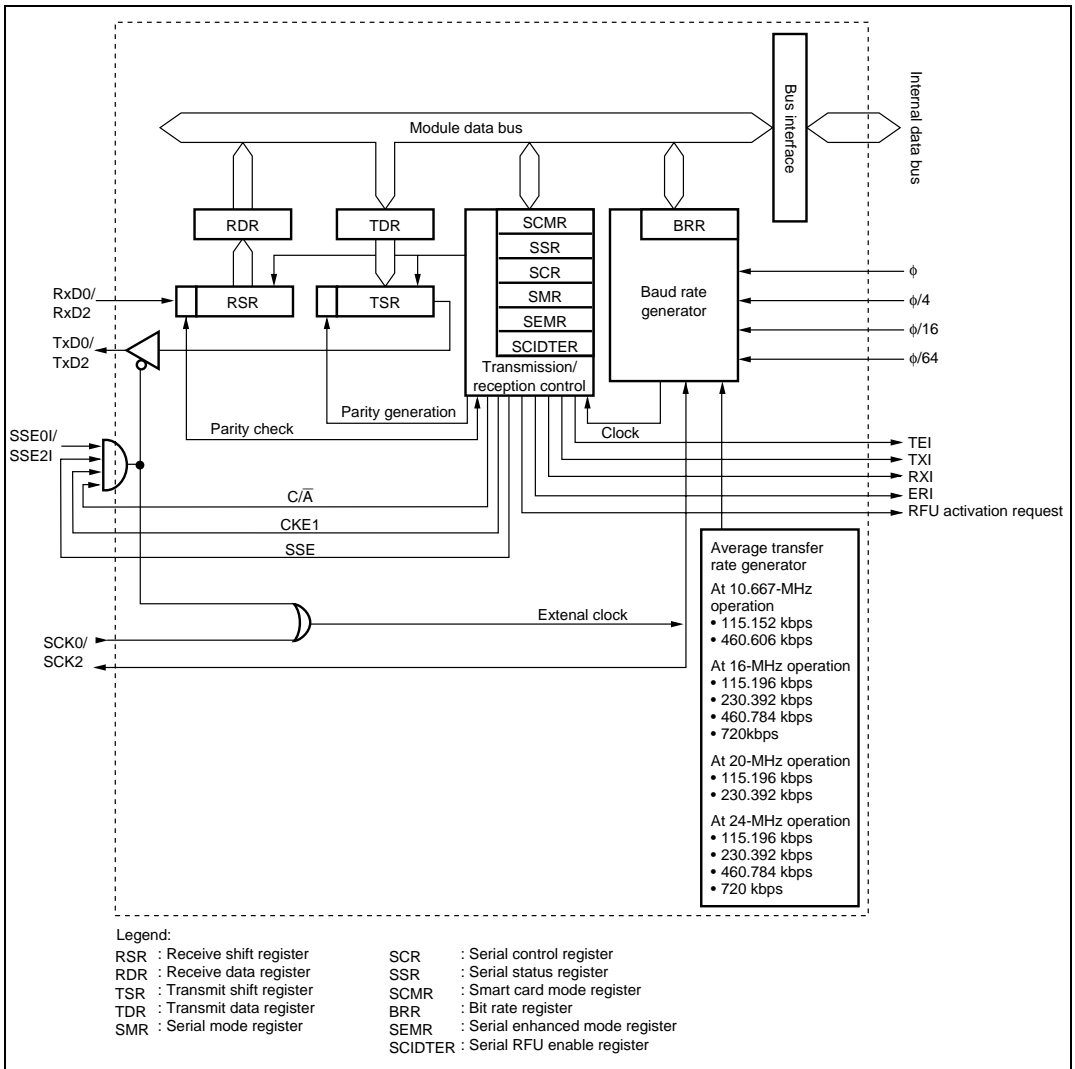 Module data bus
Bus interface
Internal data bus
RDR
TDR
SCMR
SSR
SCR
SMR
SEMR
SCIDTER
Transmission/
reception control
BRR
Baud rate
generator
ϕ
ϕ/4
ϕ/16
ϕ/64
RxD0/
RxD2
RSR
TSR
TxD0/
TxD2
Parity generation
Parity check
Clock
SSE0I/
SSE2I
C/A̅
CKE1
SSE
TEI
TXI
RXI
ERI
RFU activation request
Extenal clock
SCK0/
SCK2
Average transfer
rate generator
At 10.667-MHz
operation
• 115.152 kbps
• 460.606 kbps
At 16-MHz operation
• 115.196 kbps
• 230.392 kbps
• 460.784 kbps
• 720kbps
At 20-MHz operation
• 115.196 kbps
• 230.392 kbps
At 24-MHz operation
• 115.196 kbps
• 230.392 kbps
• 460.784 kbps
• 720 kbps
Legend:
RSR : Receive shift register
RDR : Receive data register
TSR : Transmit shift register
TDR : Transmit data register
SMR : Serial mode register
SCR : Serial control register
SSR : Serial status register
SCMR : Smart card mode register
BRR : Bit rate register
SEMR : Serial enhanced mode register
SCIDTER : Serial RFU enable register